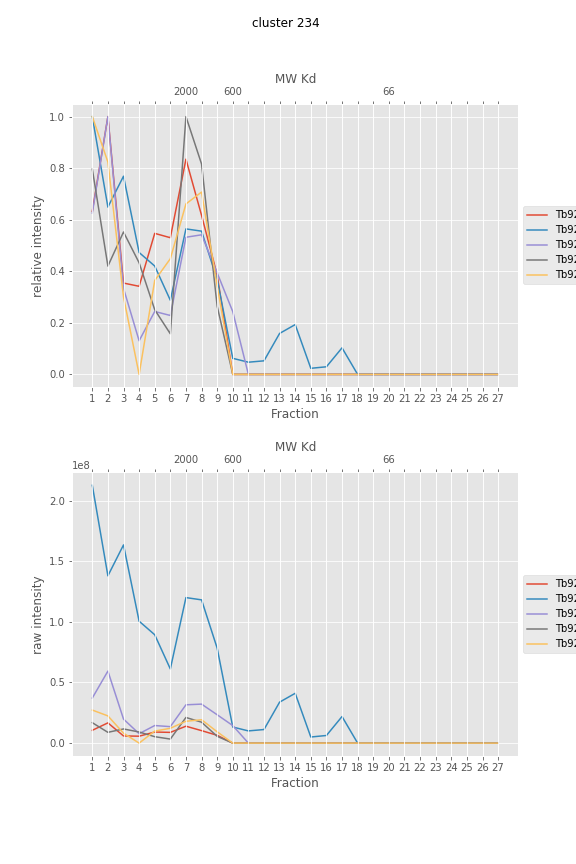 cluster 234
MW Kd
2000 600 66
1.0
0.8
0.6
0.4
0.2
0.0
relative intensity
1 2 3 4 5 6 7 8 9 10 11 12 13 14 15 16 17 18 19 20 21 22 23 24 25 26 27
Fraction
Tb92
Tb92
Tb92
Tb92
Tb92
MW Kd
2000 600 66
1e8
2.0
1.5
1.0
0.5
0.0
raw intensity
1 2 3 4 5 6 7 8 9 10 11 12 13 14 15 16 17 18 19 20 21 22 23 24 25 26 27
Fraction
Tb92
Tb92
Tb92
Tb92
Tb92